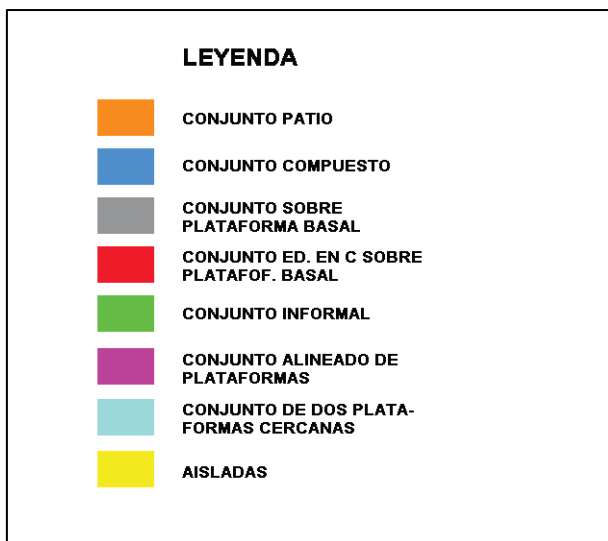 LEYENDA
CONJUNTO PATIO
CONJUNTO COMPUESTO
CONJUNTO SOBRE
PLATAFORMA BASAL
CONJUNTO ED. EN C SOBRE
PLATAFOF. BASAL
CONJUNTO INFORMAL
CONJUNTO ALINEADO DE
PLATAFORMAS
CONJUNTO DE DOS PLATA-
FORMAS CERCANAS
AISLADAS